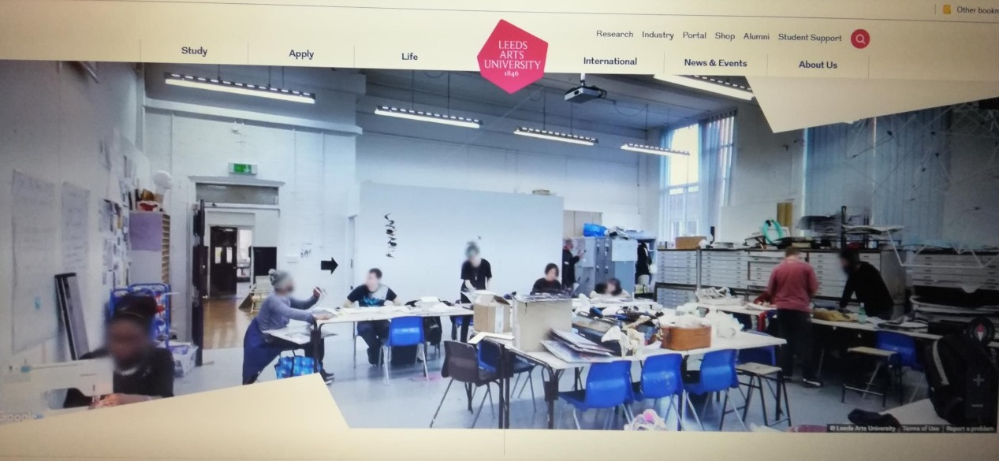 Other
Research Industry Portal Shop Alumni Student Support
Study Apply Life
LEEDS
ARTS
UNIVERSITY
1846
International News & Events About Us
Google
© Leeds Arts University Terms of Use Report a problem